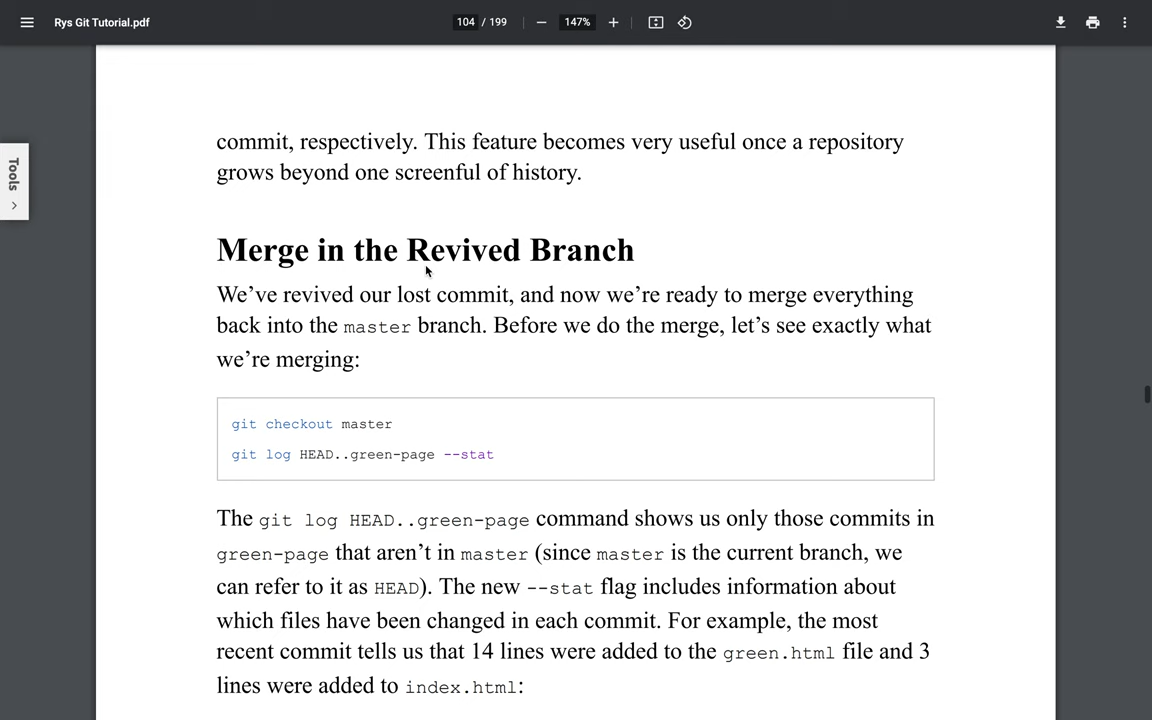 Rys Git Tutorial.pdf
104 / 199
147%
Tools
commit, respectively. This feature becomes very useful once a repository
grows beyond one screenful of history.
Merge in the Revived Branch
We’ve revived our lost commit, and now we’re ready to merge everything
back into the master branch. Before we do the merge, let’s see exactly what
we’re merging:
git checkout master
git log HEAD..green-page --stat
The git log HEAD..green-page command shows us only those commits in
green-page that aren’t in master (since master is the current branch, we
can refer to it as HEAD). The new --stat flag includes information about
which files have been changed in each commit. For example, the most
recent commit tells us that 14 lines were added to the green.html file and 3
lines were added to index.html: